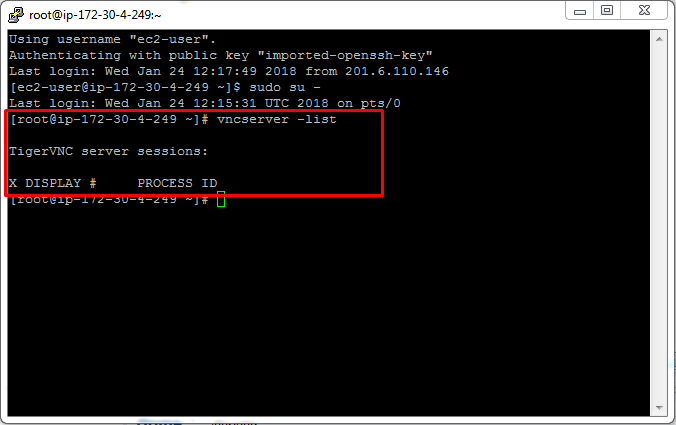 root@ip-172-30-4-249:~
Using username "ec2-user".
Authenticating with public key "imported-openssh-key"
Last login: Wed Jan 24 12:17:49 2018 from 201.6.110.146
[ec2-user@ip-172-30-4-249 ~]$ sudo su -
Last login: Wed Jan 24 12:15:31 UTC 2018 on pts/0
[root@ip-172-30-4-249 ~]# vncserver -list
TigerVNC server sessions:
X DISPLAY #     PROCESS ID
[root@ip-172-30-4-249 ~]#